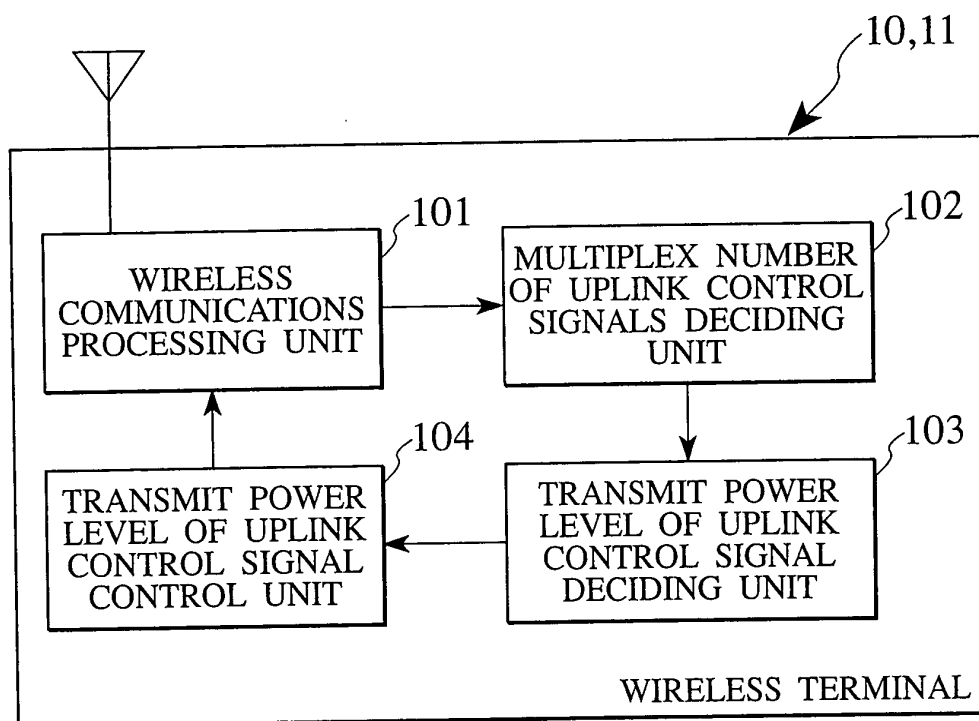 10,11
101
WIRELESS
COMMUNICATIONS
PROCESSING UNIT
102
MULTIPLEX NUMBER
OF UPLINK CONTROL
SIGNALS DECIDING
UNIT
104
TRANSMIT POWER
LEVEL OF UPLINK
CONTROL SIGNAL
CONTROL UNIT
103
TRANSMIT POWER
LEVEL OF UPLINK
CONTROL SIGNAL
DECIDING UNIT
WIRELESS TERMINAL